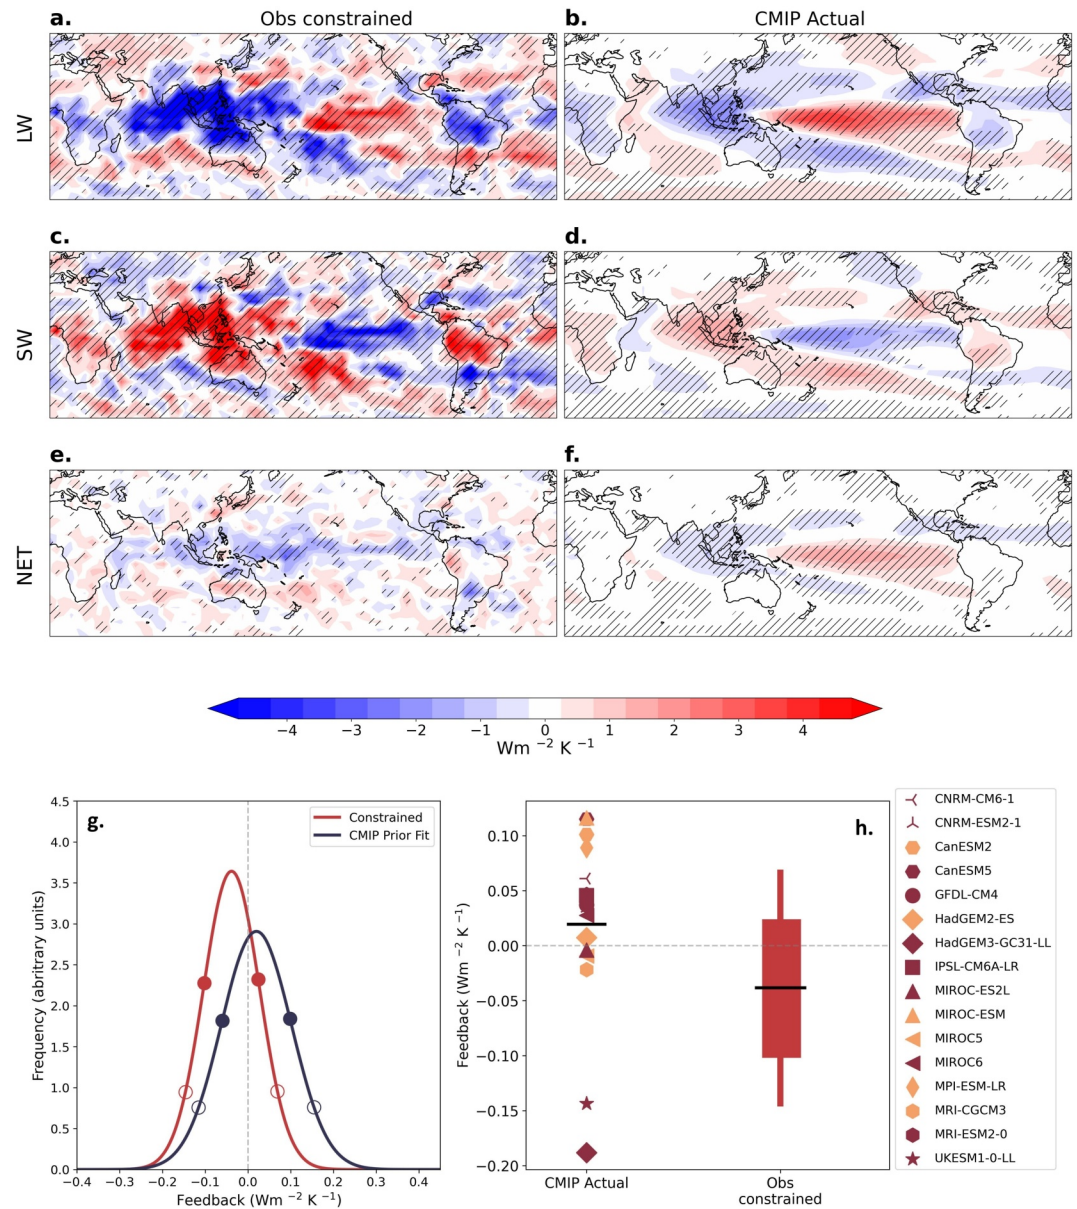 a. Obs constrained
b. CMIP Actual
LW
c.
d.
SW
e.
f.
NET
−4 −3 −2 −1 0 1 2 3 4
Wm ⁻² K ⁻¹
g.
Constrained
CMIP Prior Fit
4.5
4.0
3.5
3.0
2.5
2.0
1.5
1.0
0.5
0.0
Frequency (abritrary units)
−0.4 −0.3 −0.2 −0.1 0.0 0.1 0.2 0.3 0.4
Feedback (Wm ⁻² K ⁻¹)
h.
0.10
0.05
0.00
−0.05
−0.10
−0.15
−0.20
Feedback (Wm ⁻² K ⁻¹)
CMIP Actual
Obs
constrained
CNRM-CM6-1
CNRM-ESM2-1
CanESM2
CanESM5
GFDL-CM4
HadGEM2-ES
HadGEM3-GC31-LL
IPSL-CM6A-LR
MIROC-ES2L
MIROC-ESM
MIROC5
MIROC6
MPI-ESM-LR
MRI-CGCM3
MRI-ESM2-0
UKESM1-0-LL